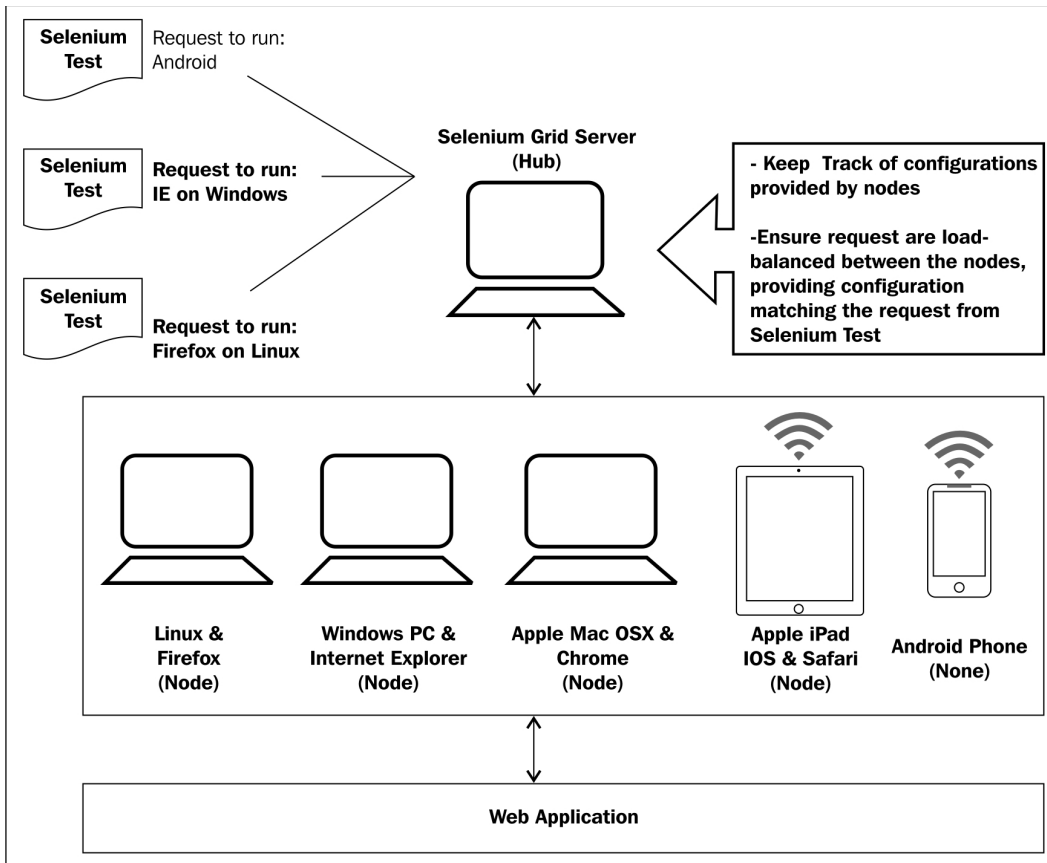 Selenium
Test
Request to run:
Android
Selenium
Test
Request to run:
IE on Windows
Selenium
Test
Request to run:
Firefox on Linux
Selenium Grid Server
(Hub)
- Keep Track of configurations
provided by nodes
-Ensure request are load-
balanced between the nodes,
providing configuration
matching the request from
Selenium Test
Linux &
Firefox
(Node)
Windows PC &
Internet Explorer
(Node)
Apple Mac OSX &
Chrome
(Node)
Apple iPad
IOS & Safari
(Node)
Android Phone
(None)
Web Application